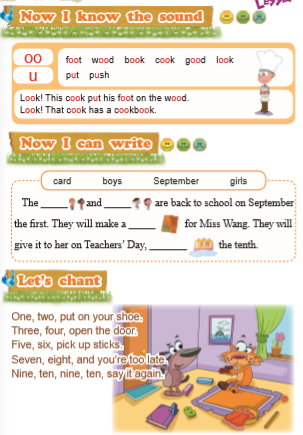 Now I know the sound
oo
foot wood book cook good look
u
put push
Look! This cook put his foot on the wood.
Look! That cook has a cookbook.
Now I can write
card boys September girls
The ______ and ______ are back to school on September
the first. They will make a ______ for Miss Wang. They will
give it to her on Teachers' Day, ______ the tenth.
Let's chant
One, two, put on your shoe.
Three, four, open the door.
Five, six, pick up sticks.
Seven, eight, and you're too late.
Nine, ten, nine, ten, say it again.